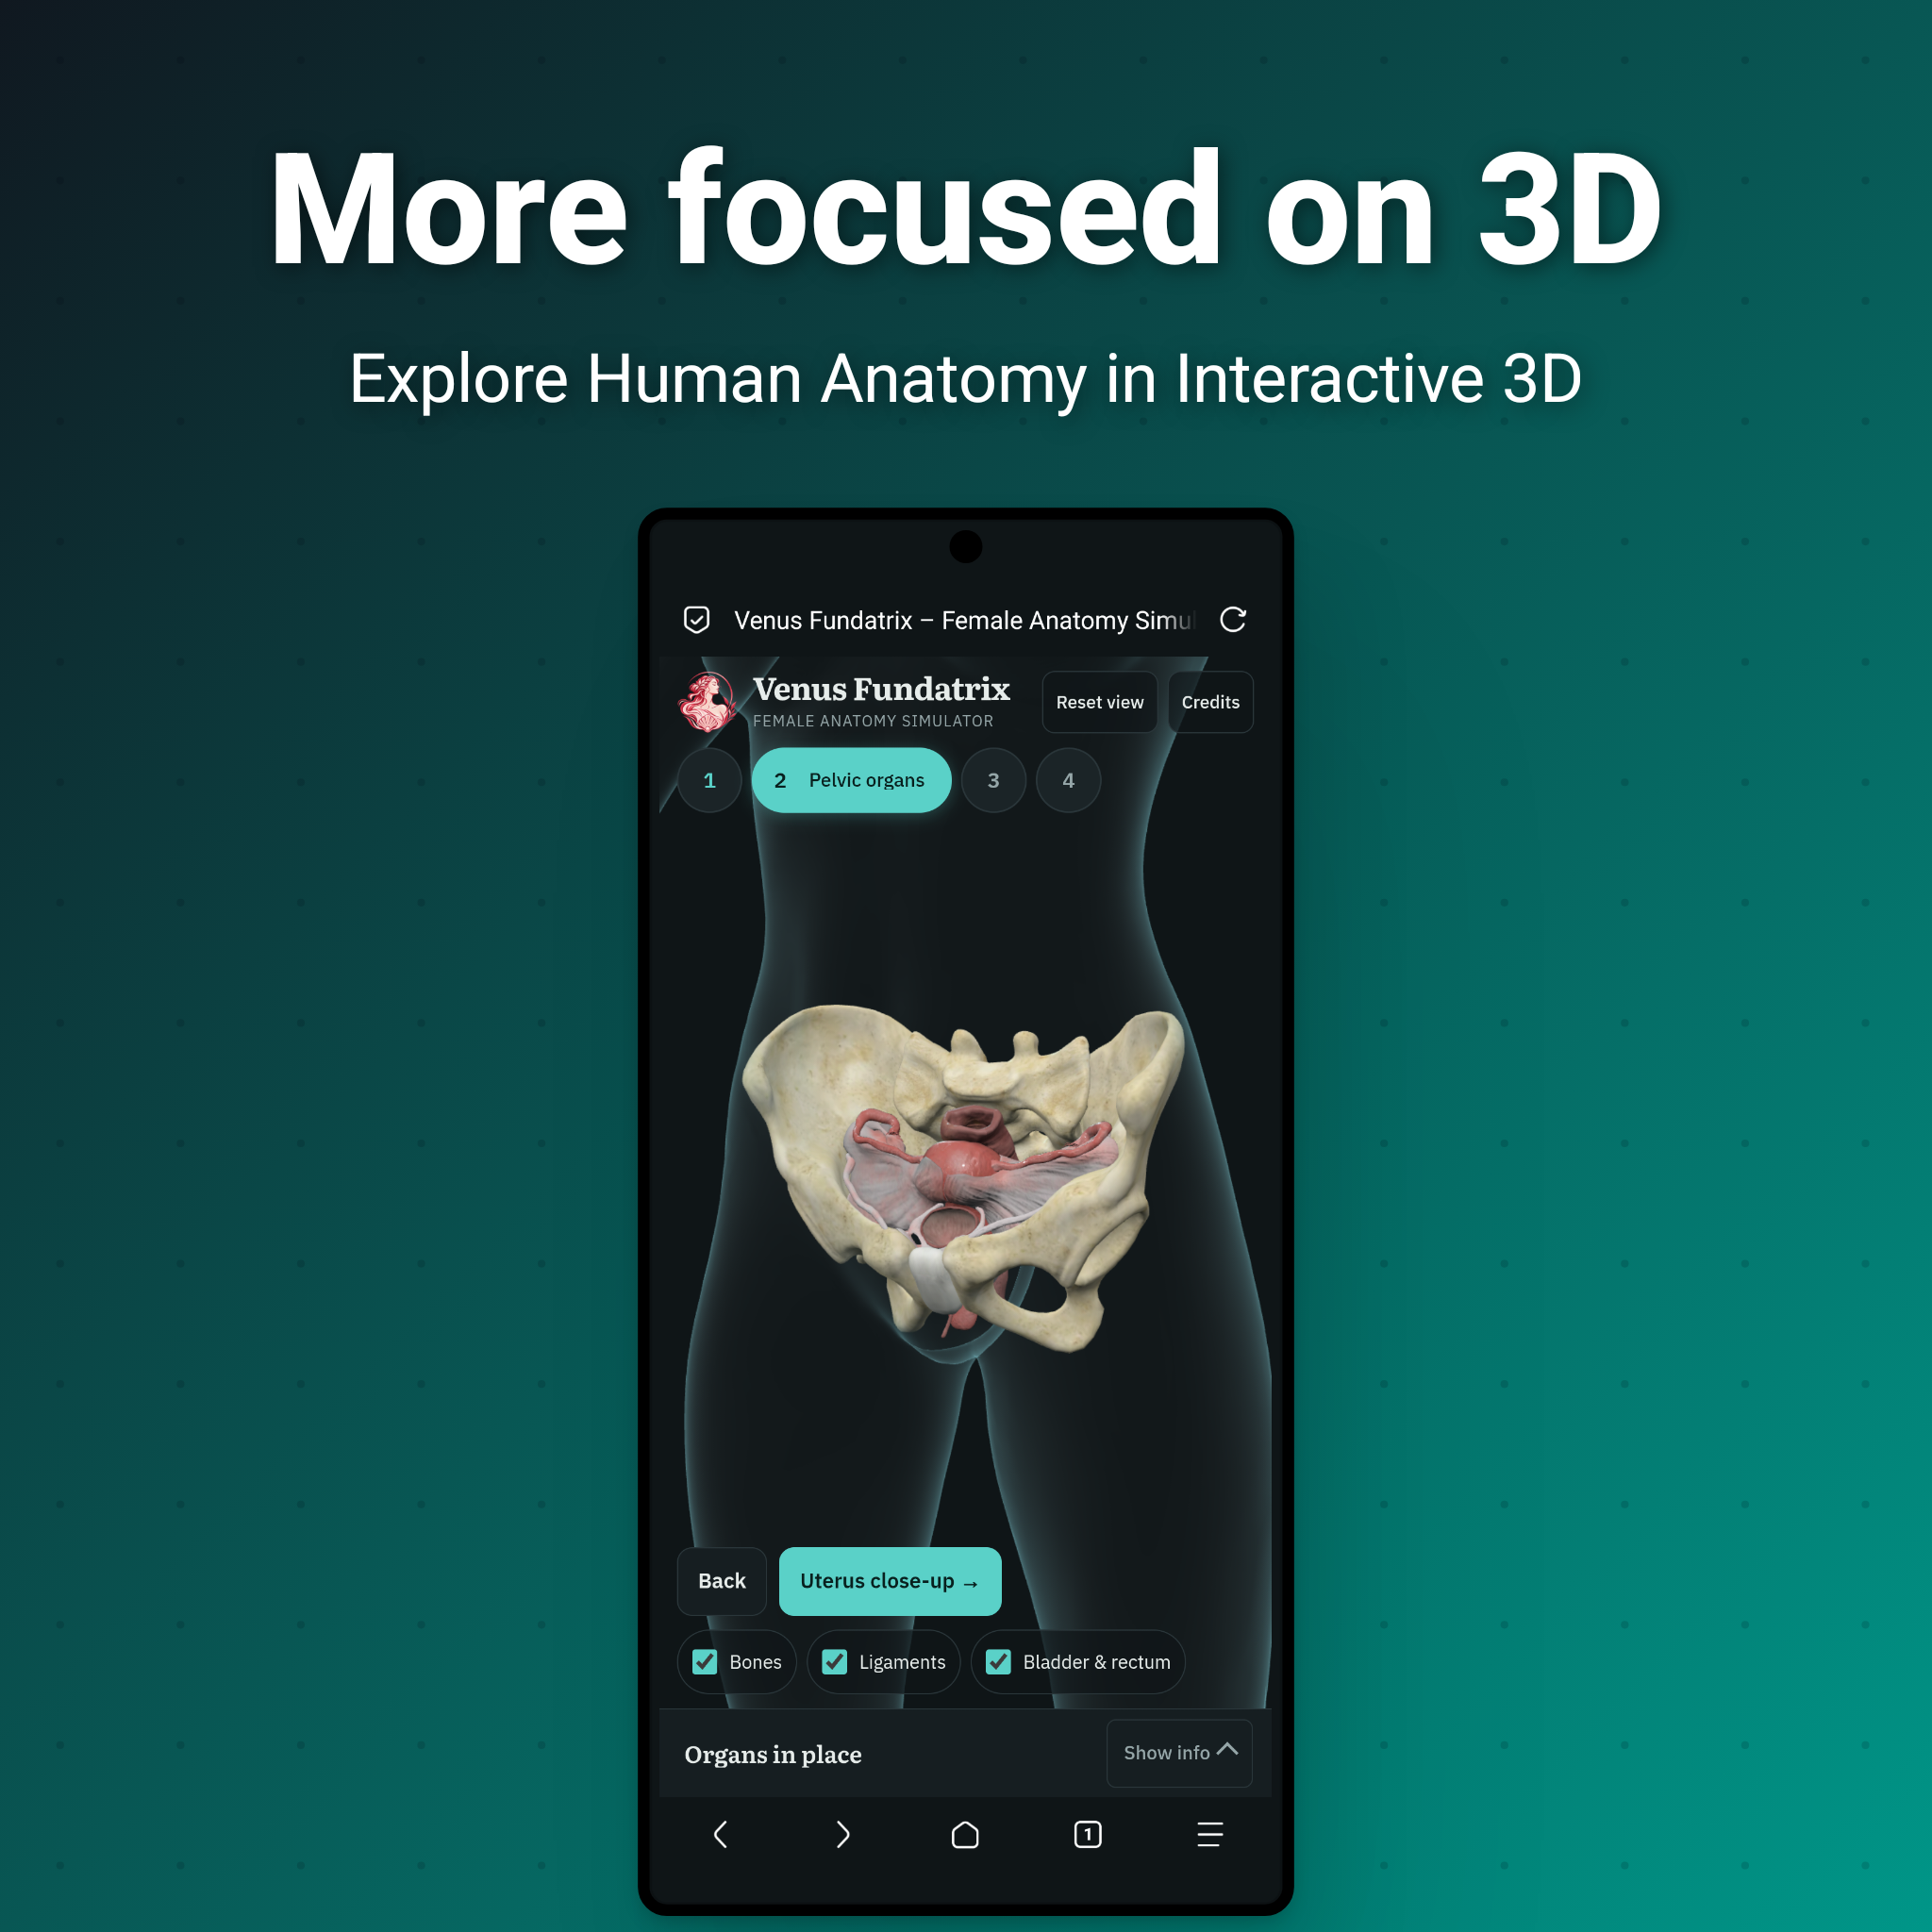 More focused on 3D
Explore Human Anatomy in Interactive 3D
Venus Fundatrix – Female Anatomy Simul
Venus Fundatrix
FEMALE ANATOMY SIMULATOR
Reset view
Credits
1
2 Pelvic organs
3
4
Back
Uterus close-up →
Bones
Ligaments
Bladder & rectum
Organs in place
Show info
1